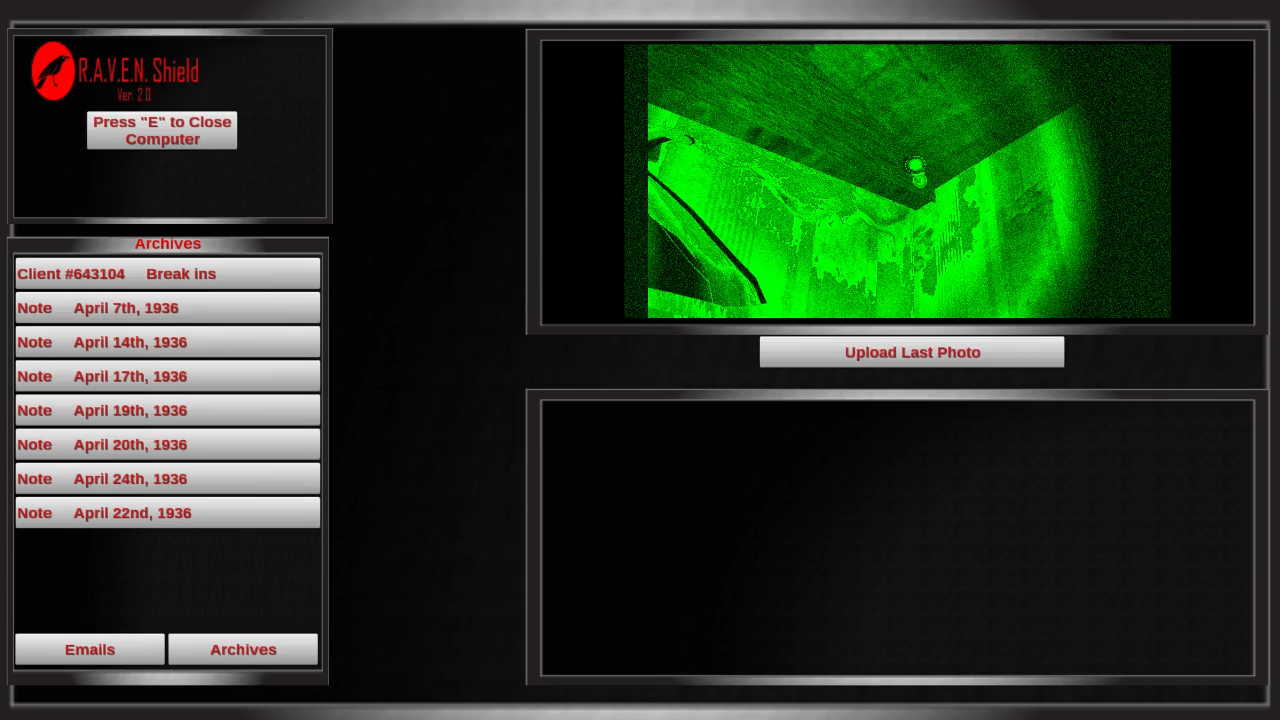 R.A.V.E.N. Shield
Ver 2.0
Press "E" to Close
Computer
Archives
Client #643104 Break ins
Note April 7th, 1936
Note April 14th, 1936
Note April 17th, 1936
Note April 19th, 1936
Note April 20th, 1936
Note April 24th, 1936
Note April 22nd, 1936
Emails Archives
Upload Last Photo